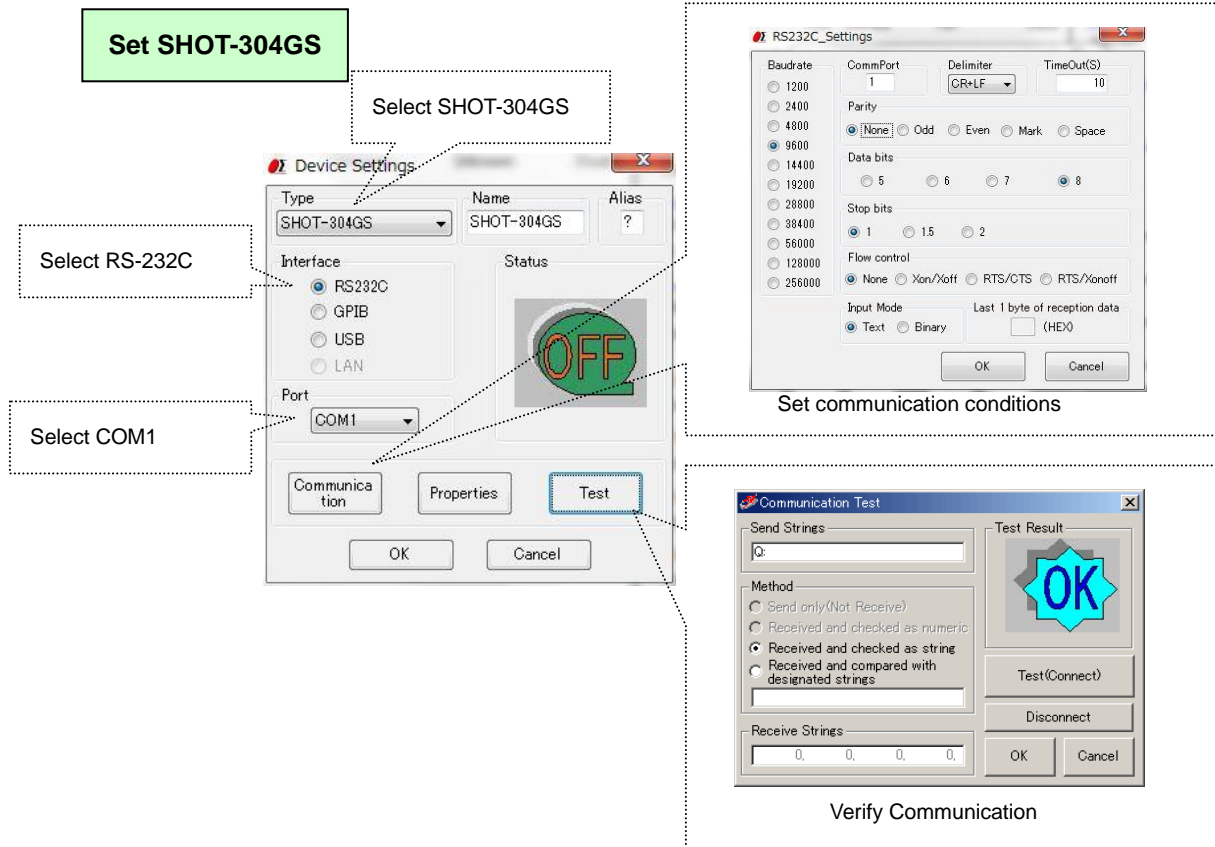 Set SHOT-304GS
Select SHOT-304GS
Device Settings
Type
SHOT-304GS
Name
SHOT-304GS
Alias
?
Select RS-232C
Interface
RS232C
GPIB
USB
LAN
Status
OFF
Port
COM1
Select COM1
Communica
tion
Properties
Test
OK
Cancel
RS232C_Settings
Baudrate
1200
2400
4800
9600
14400
19200
28800
38400
56000
128000
256000
CommPort
1
Delimiter
CR+LF
TimeOut(S)
10
Parity
None Odd Even Mark Space
Data bits
5 6 7 8
Stop bits
1 1.5 2
Flow control
None Xon/Xoff RTS/CTS RTS/Xonoff
Input Mode
Text Binary
Last 1 byte of reception data
(HEX)
OK
Cancel
Set communication conditions
Communication Test
Send Strings
Q:
Method
Send only(Not Receive)
Received and checked as numeric
Received and checked as string
Received and compared with
designated strings
Receive Strings
0, 0, 0, 0,
Test Result
OK
Test(Connect)
Disconnect
OK
Cancel
Verify Communication